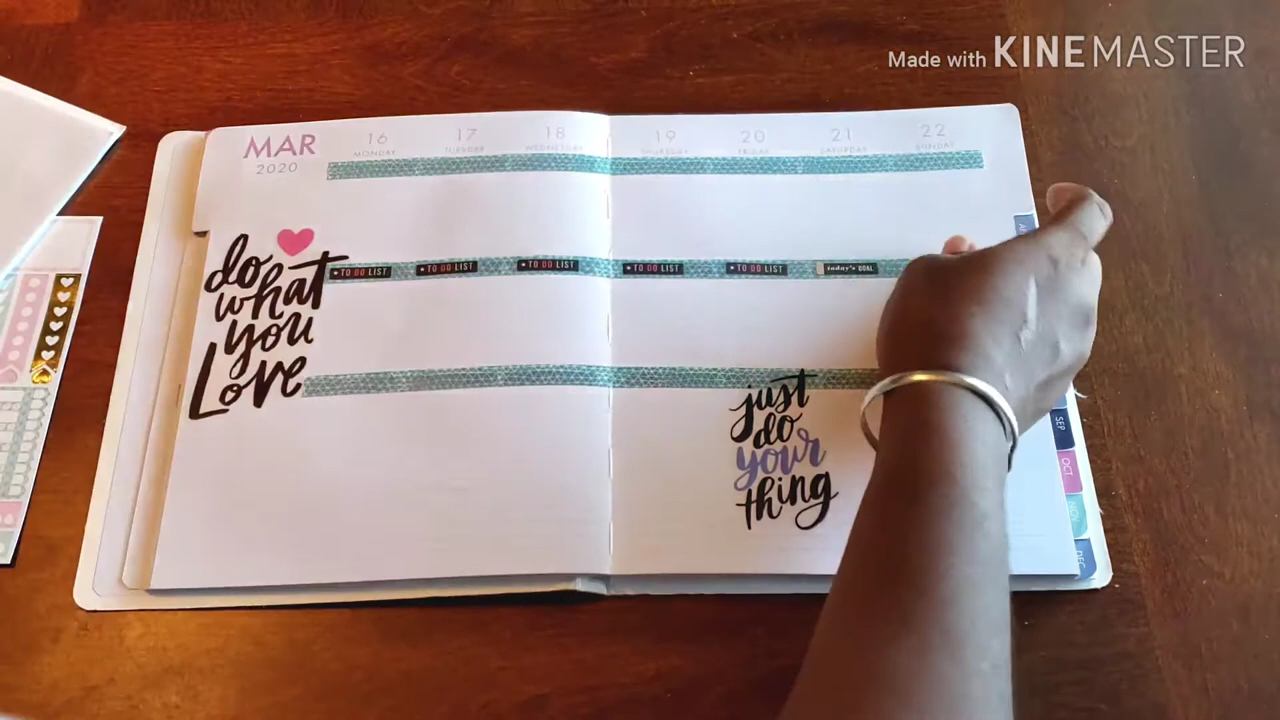 Made with KINEMASTER
MAR
2020
16 17 18 19 20 21 22
MONDAY TUESDAY WEDNESDAY THURSDAY FRIDAY SATURDAY SUNDAY
do
what
you
Love
TO DO LIST TO DO LIST TO DO LIST TO DO LIST TO DO LIST today's GOAL
just
do
your
thing
SEP
OCT
NOV
DEC